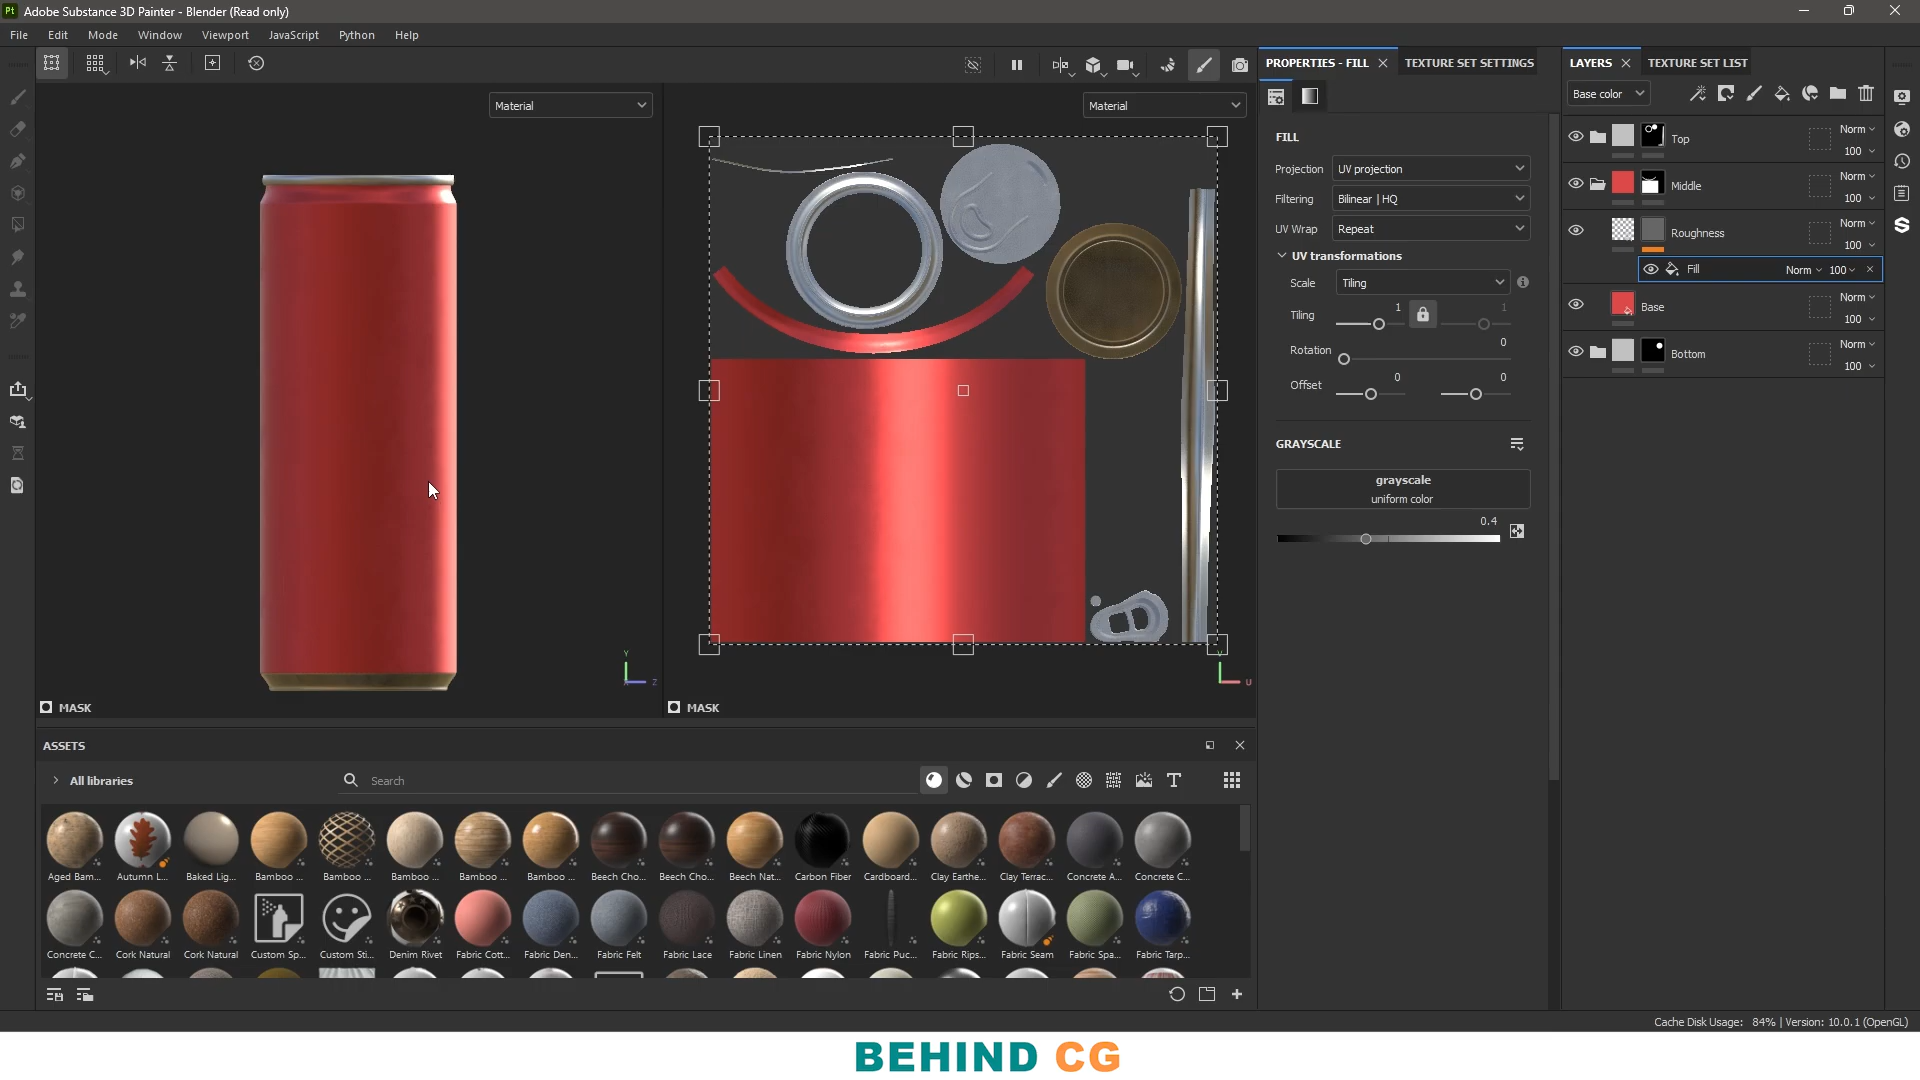 Pt Adobe Substance 3D Painter - Blender (Read only)
File Edit Mode Window Viewport JavaScript Python Help
PROPERTIES - FILL
TEXTURE SET SETTINGS
LAYERS
TEXTURE SET LIST
Material
Material
Base color
FILL
Projection UV projection
Filtering Bilinear | HQ
UV Wrap Repeat
UV transformations
Scale Tiling
Tiling 1 1
Rotation 0
Offset 0 0
GRAYSCALE
grayscale
uniform color
0.4
Top Norm 100
Middle Norm 100
Roughness Norm 100
Fill Norm 100
Base Norm 100
Bottom Norm 100
Y
Z
V
U
MASK
MASK
ASSETS
All libraries
Search
Aged Bam... Autumn L... Baked Lig... Bamboo ... Bamboo ... Bamboo ... Bamboo ... Bamboo ... Beech Cho... Beech Cho... Beech Nat... Carbon Fiber Cardboard... Clay Earthe... Clay Terrac... Concrete A... Concrete C...
Concrete C... Cork Natural Cork Natural Custom Sp... Custom Sti... Denim Rivet Fabric Cott... Fabric Den... Fabric Felt Fabric Lace Fabric Linen Fabric Nylon Fabric Puc... Fabric Rips... Fabric Seam Fabric Spa... Fabric Tarp...
Cache Disk Usage: 84% | Version: 10.0.1 (OpenGL)
BEHIND CG